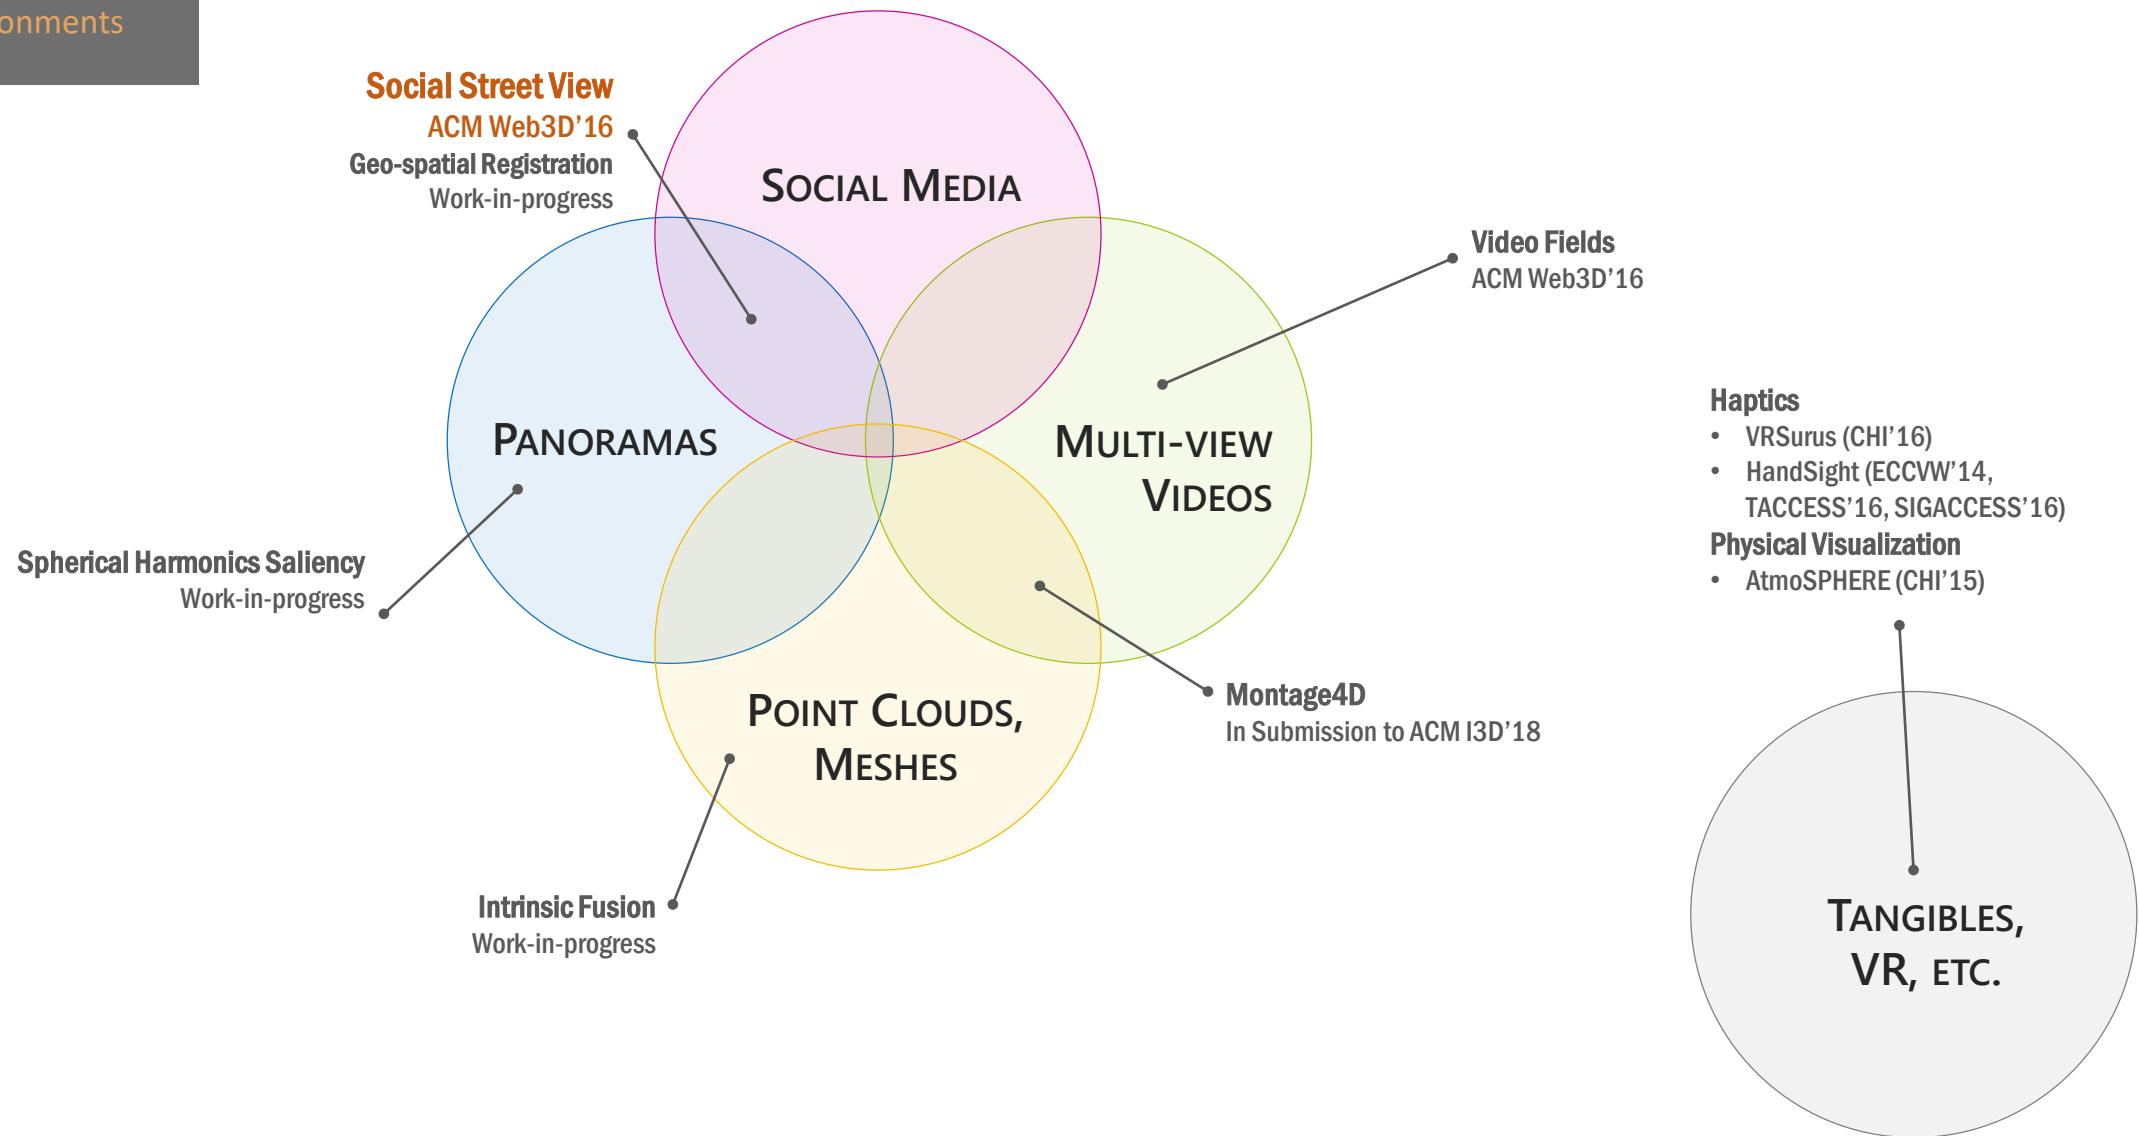 Social Street View
ACM Web3D’16
Geo-spatial Registration
Work-in-progress
SOCIAL MEDIA
Video Fields
ACM Web3D’16
PANORAMAS
MULTI-VIEW
VIDEOS
Haptics
• VRSurus (CHI’16)
• HandSight (ECCVW’14,
TACCESS’16, SIGACCESS’16)
Physical Visualization
• AtmoSPHERE (CHI’15)
Spherical Harmonics Saliency
Work-in-progress
POINT CLOUDS,
MESHES
Montage4D
In Submission to ACM I3D’18
Intrinsic Fusion
Work-in-progress
TANGIBLES,
VR, ETC.